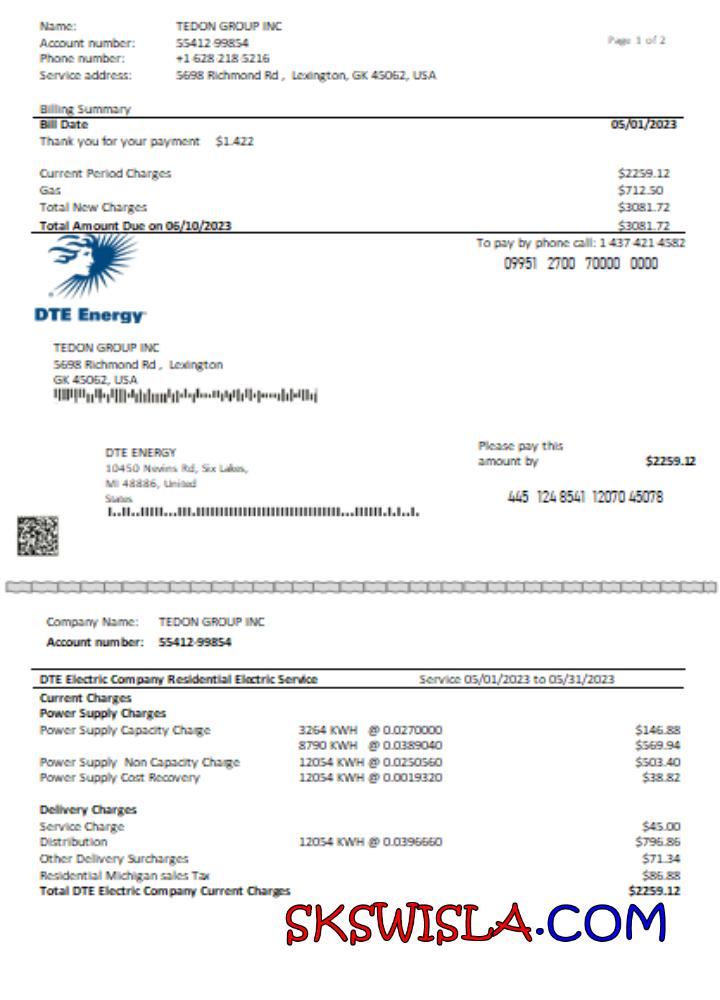 Name: TEDON GROUP INC
Account number: 55412-99854
Page 1 of 2
Phone number: +1 628 218 5216
Service address: 5698 Richmond Rd , Lexington, GK 45062, USA
Billing Summary
Bill Date 05/01/2023
Thank you for your payment $1.422
Current Period Charges $2259.12
Gas $712.50
Total New Charges $3081.72
Total Amount Due on 06/10/2023 $3081.72
To pay by phone call: 1 437 421 4582
09951 2700 70000 0000
DTE Energy
TEDON GROUP INC
5698 Richmond Rd , Lexington
GK 45062, USA
Please pay this
amount by $2259.12
DTE ENERGY
10450 Nevins Rd, Six Lakes,
MI 48886, United
States
445 124 8541 12070 45078
Company Name: TEDON GROUP INC
Account number: 55412-99854
DTE Electric Company Residential Electric Service Service 05/01/2023 to 05/31/2023
Current Charges
Power Supply Charges
Power Supply Capacity Charge 3264 KWH @ 0.0270000 $146.88
8790 KWH @ 0.0389040 $569.94
Power Supply Non Capacity Charge 12054 KWH @ 0.0250560 $503.40
Power Supply Cost Recovery 12054 KWH @ 0.0019320 $38.82
Delivery Charges
Service Charge $45.00
Distribution 12054 KWH @ 0.0396660 $796.86
Other Delivery Surcharges $71.34
Residential Michigan sales Tax $86.88
Total DTE Electric Company Current Charges $2259.12
SKSWISLA.COM